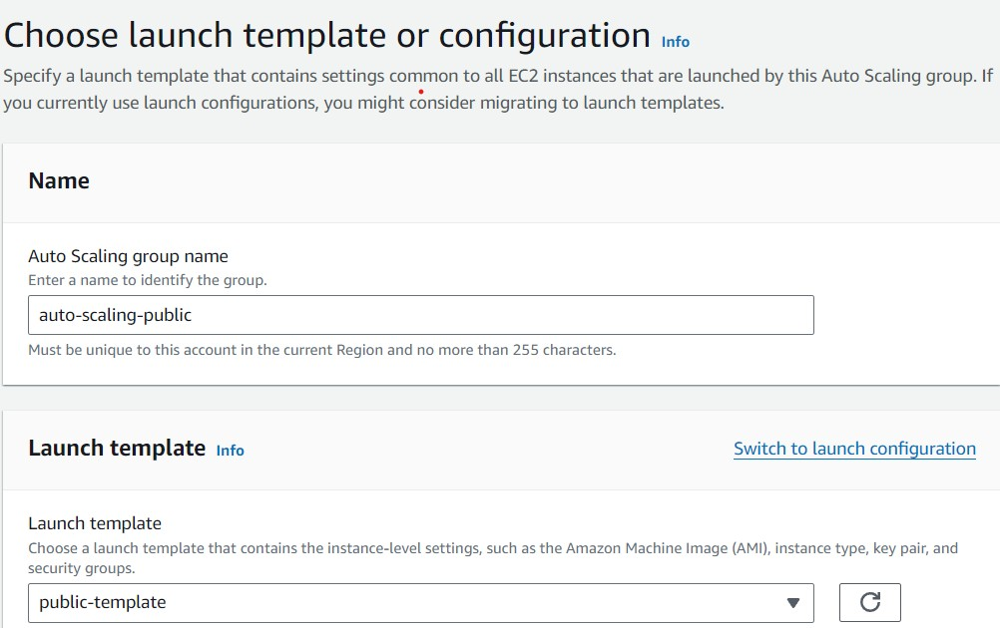 Choose launch template or configuration Info
Specify a launch template that contains settings common to all EC2 instances that are launched by this Auto Scaling group. If
you currently use launch configurations, you might consider migrating to launch templates.
Name
Auto Scaling group name
Enter a name to identify the group.
auto-scaling-public
Must be unique to this account in the current Region and no more than 255 characters.
Launch template Info
Switch to launch configuration
Launch template
Choose a launch template that contains the instance-level settings, such as the Amazon Machine Image (AMI), instance type, key pair, and
security groups.
public-template